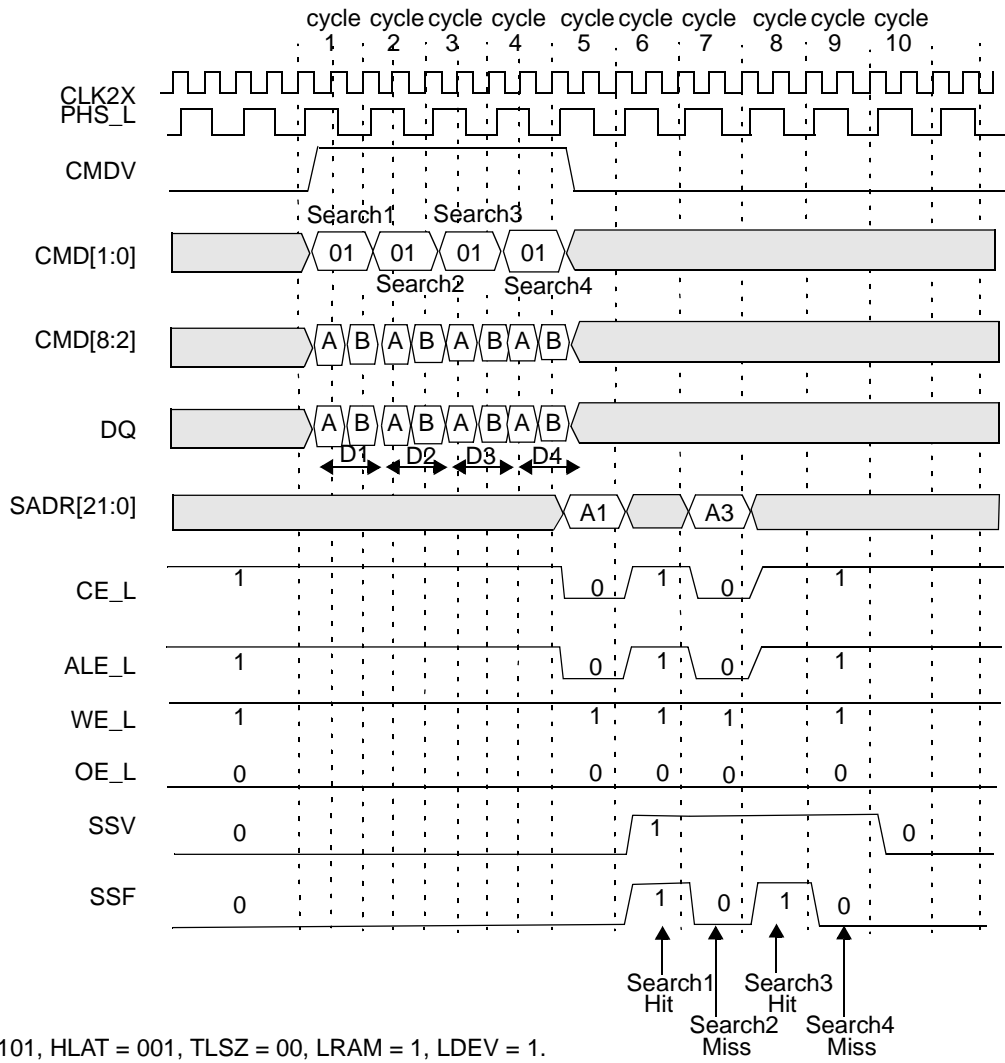 cycle cycle cycle cycle cycle cycle cycle cycle cycle cycle
1 2 3 4 5 6 7 8 9 10
CLK2X
PHS_L
CMDV
Search1 Search3
CMD[1:0] 01 01 01 01
Search2 Search4
CMD[8:2] A B A B A B A B
DQ A B A B A B A B
D1 D2 D3 D4
SADR[21:0] A1 A3
CE_L 1 0 1 0 1
ALE_L 1 0 1 0 1
WE_L 1 1 1 1 1
OE_L 0 0 0 0 0
SSV 0 1 0
SSF 0 1 0 1 0
Search1 Search3
Hit Hit
Search2 Search4
Miss Miss
101, HLAT = 001, TLSZ = 00, LRAM = 1, LDEV = 1.